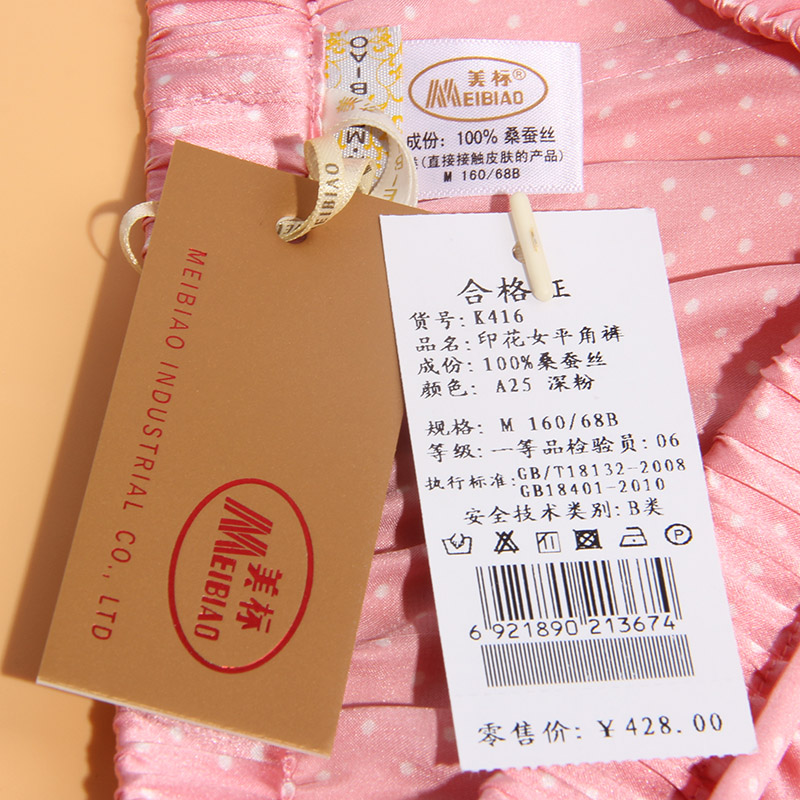 美标®
MEIBIAO
成份：100% 桑蚕丝
(直接接触皮肤的产品)
M 160/68B
MEIBIAO
MEIBIAO INDUSTRIAL CO., LTD
美标
MEIBIAO
合格证
货号：K416
品名：印花女平角裤
成份：100%桑蚕丝
颜色： A25 深粉
规格： M 160/68B
等级：一等品检验员：06
执行标准：GB/T18132-2008
GB18401-2010
安全技术类别：B类
6 921890 213674
零售价：￥428.00